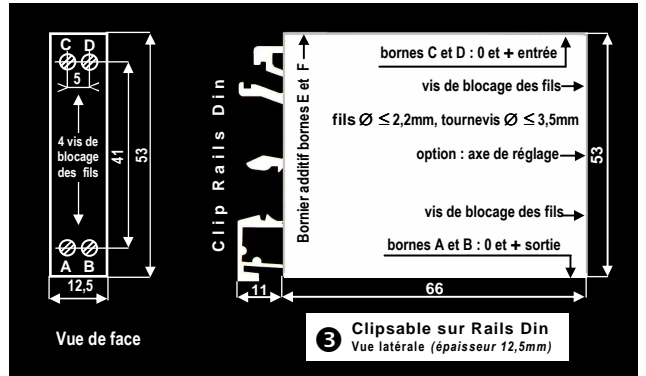 C D
5
4 vis de
blocage
des fils
41
53
A B
12,5
Vue de face
Clip Rails Din
Bornier additif bornes E et F
bornes C et D : 0 et + entrée
vis de blocage des fils
fils Ø ≤ 2,2mm, tournevis Ø ≤ 3,5mm
option : axe de réglage
53
vis de blocage des fils
bornes A et B : 0 et + sortie
11
66
❸ Clipsable sur Rails Din
Vue latérale (épaisseur 12,5mm)